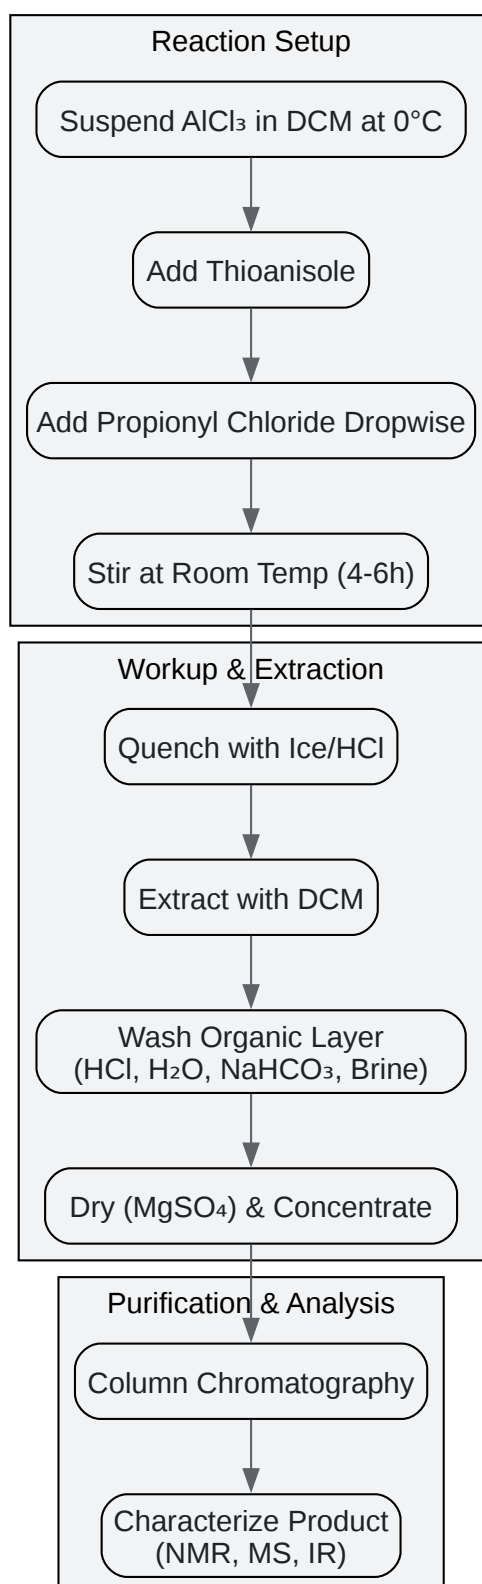 Reaction Setup
Suspend AlCl₃ in DCM at 0°C
Add Thioanisole
Add Propionyl Chloride Dropwise
Stir at Room Temp (4-6h)
Workup & Extraction
Quench with Ice/HCl
Extract with DCM
Wash Organic Layer
(HCl, H₂O, NaHCO₃, Brine)
Dry (MgSO₄) & Concentrate
Purification & Analysis
Column Chromatography
Characterize Product
(NMR, MS, IR)